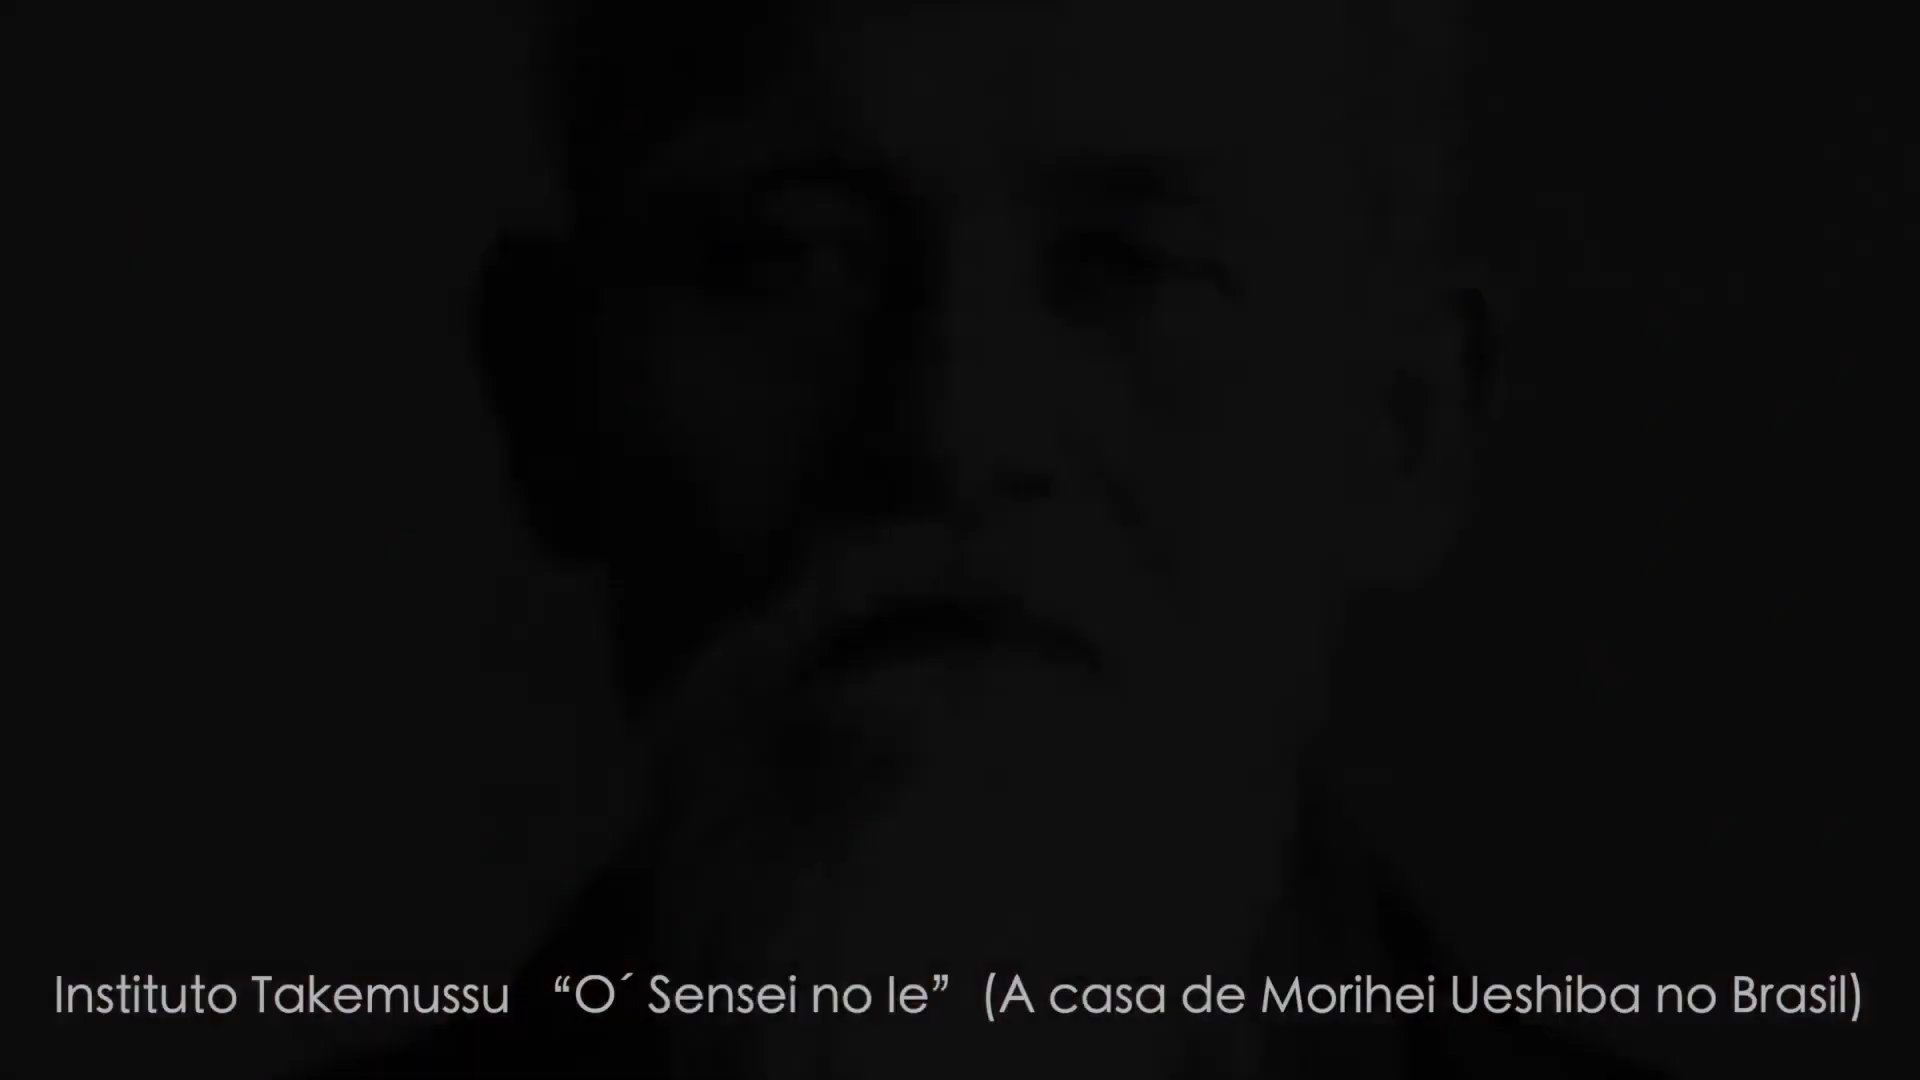 Instituto Takemussu “O´ Sensei no Ie” (A casa de Morihei Ueshiba no Brasil)